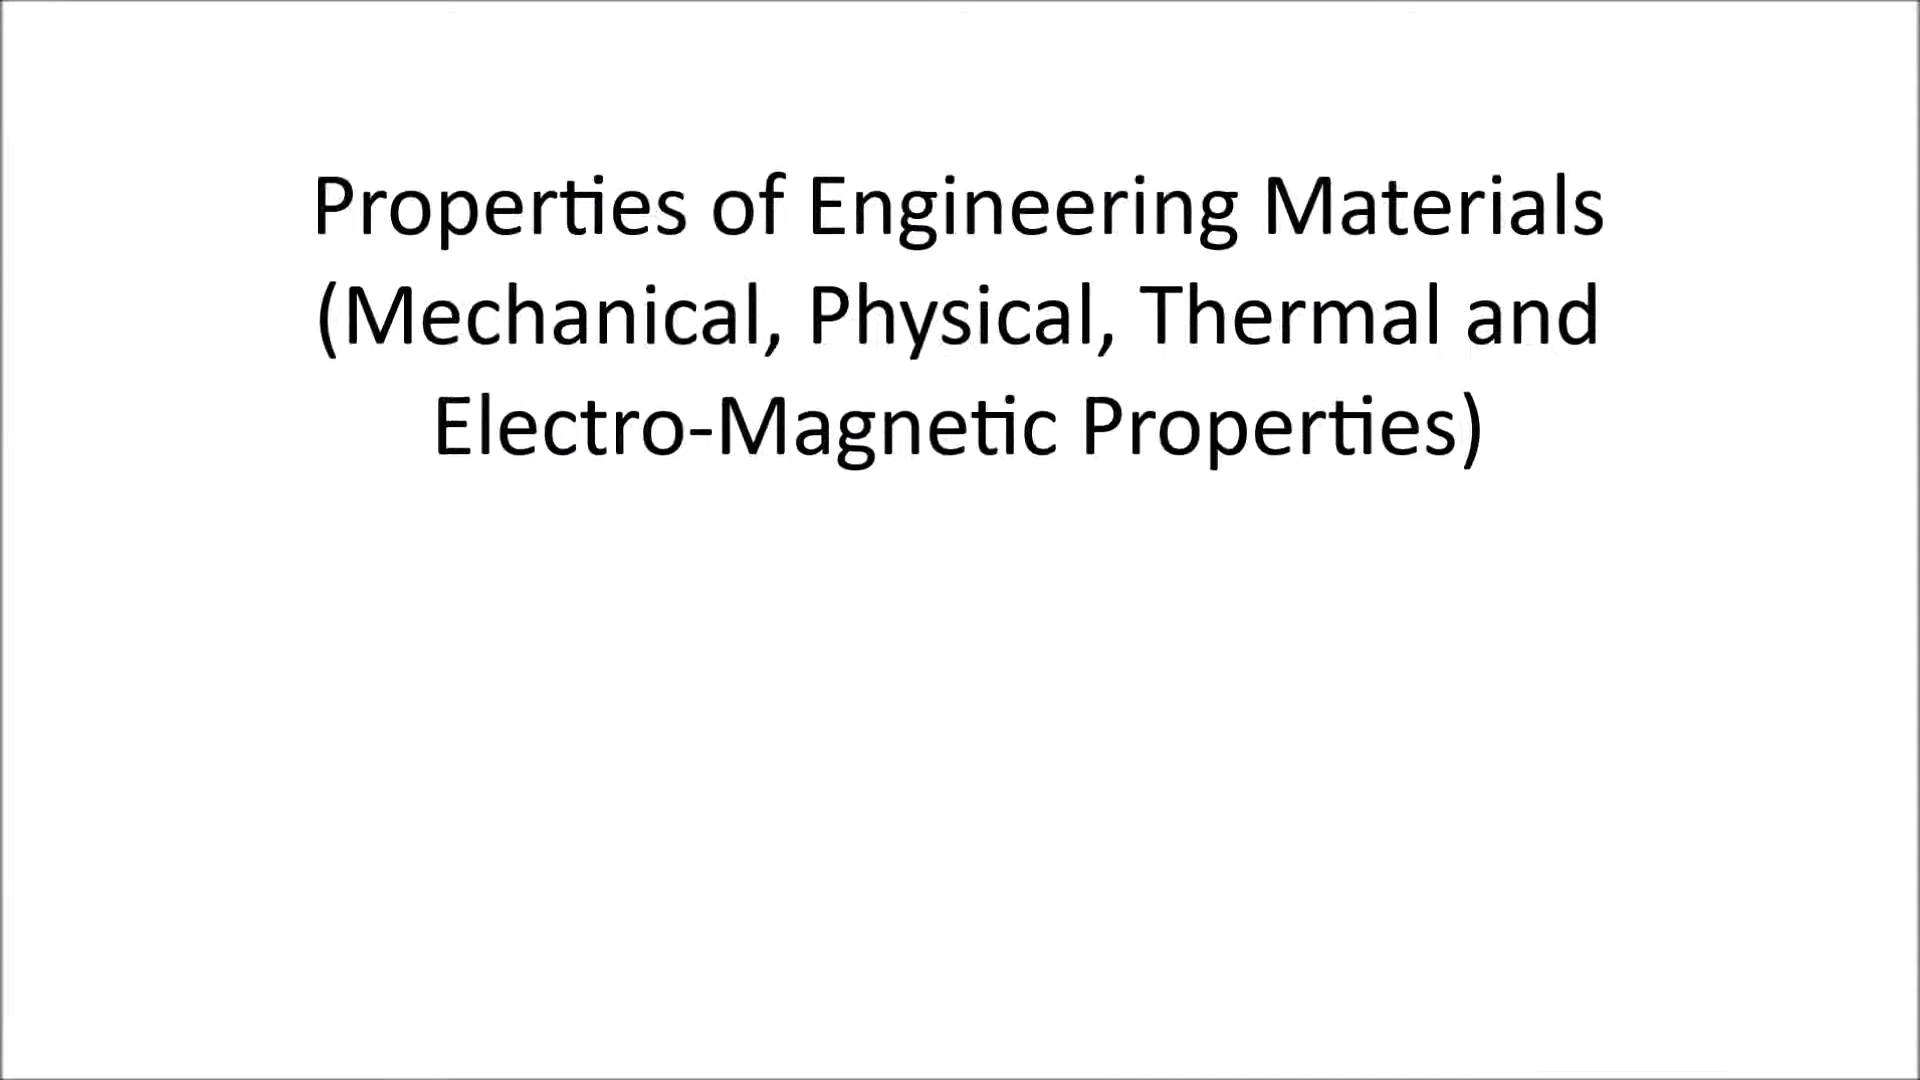 Properties of Engineering Materials
(Mechanical, Physical, Thermal and
Electro-Magnetic Properties)